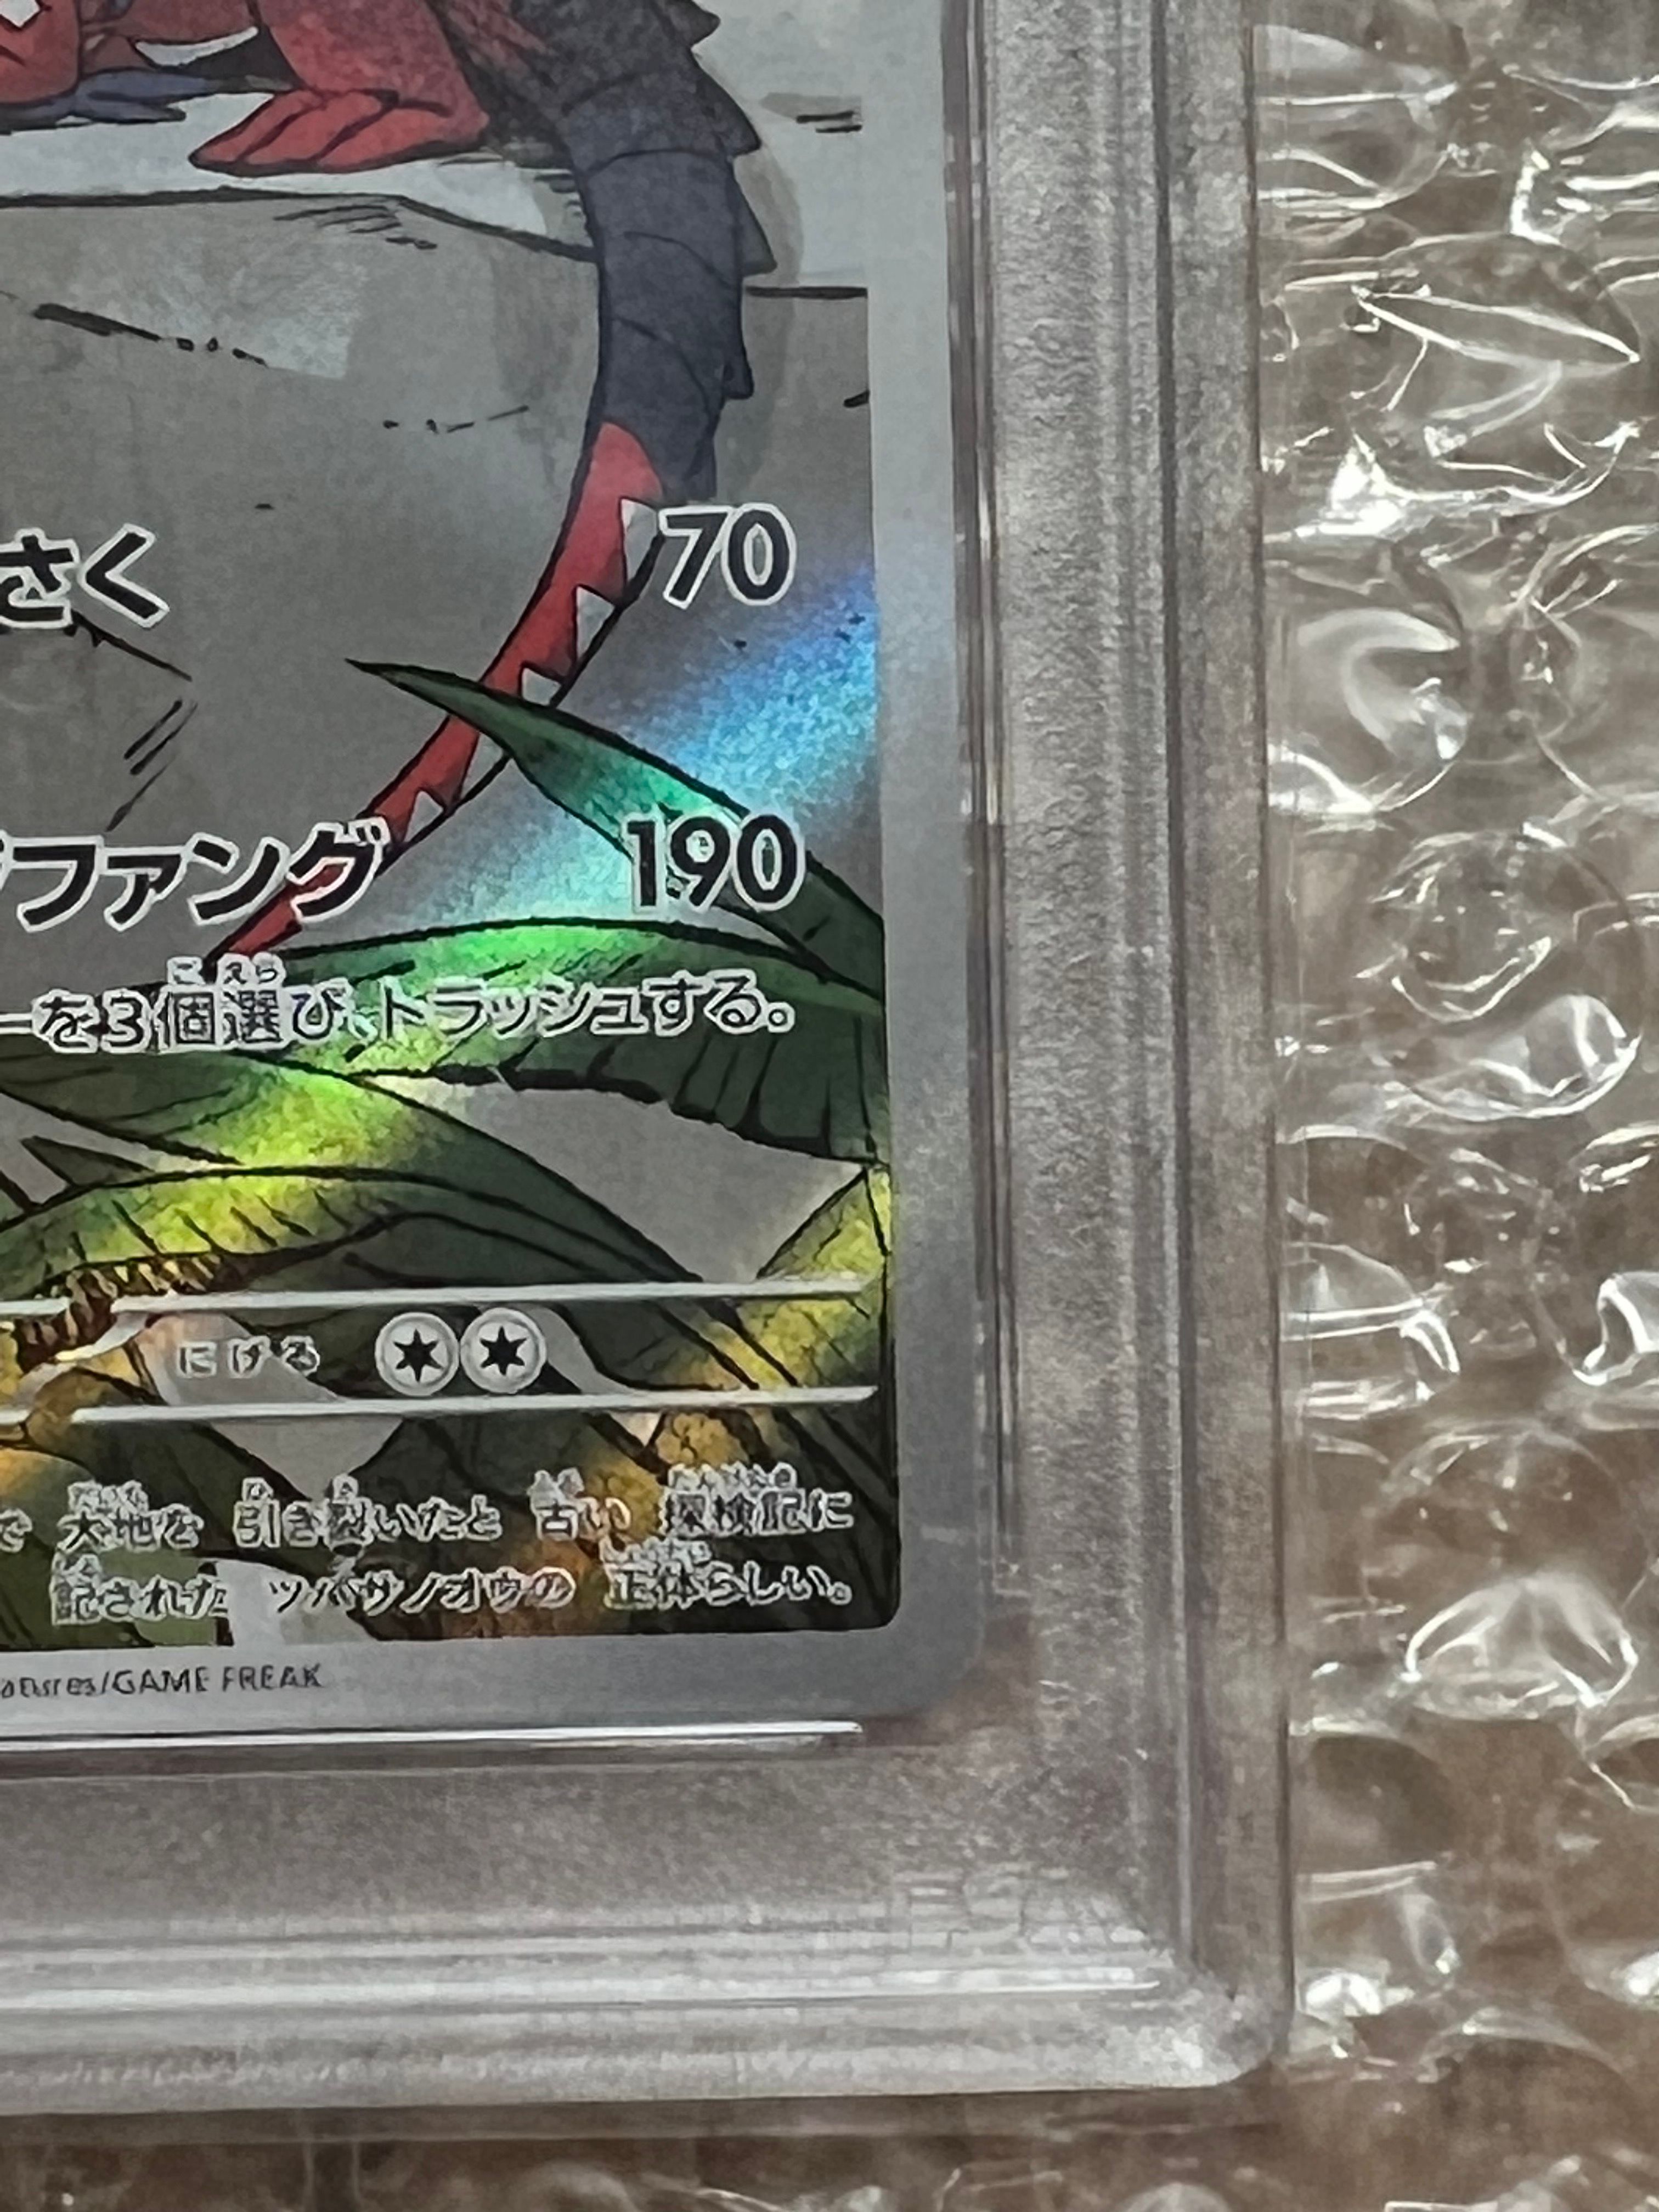 さく 70
ファング 190
こ えら
ーを3個選び、トラッシュする。
にげる
で 大地を 引き裂いたと 古い 探検記に
記された ツバサノオウの 正体らしい。
atures/GAME FREAK